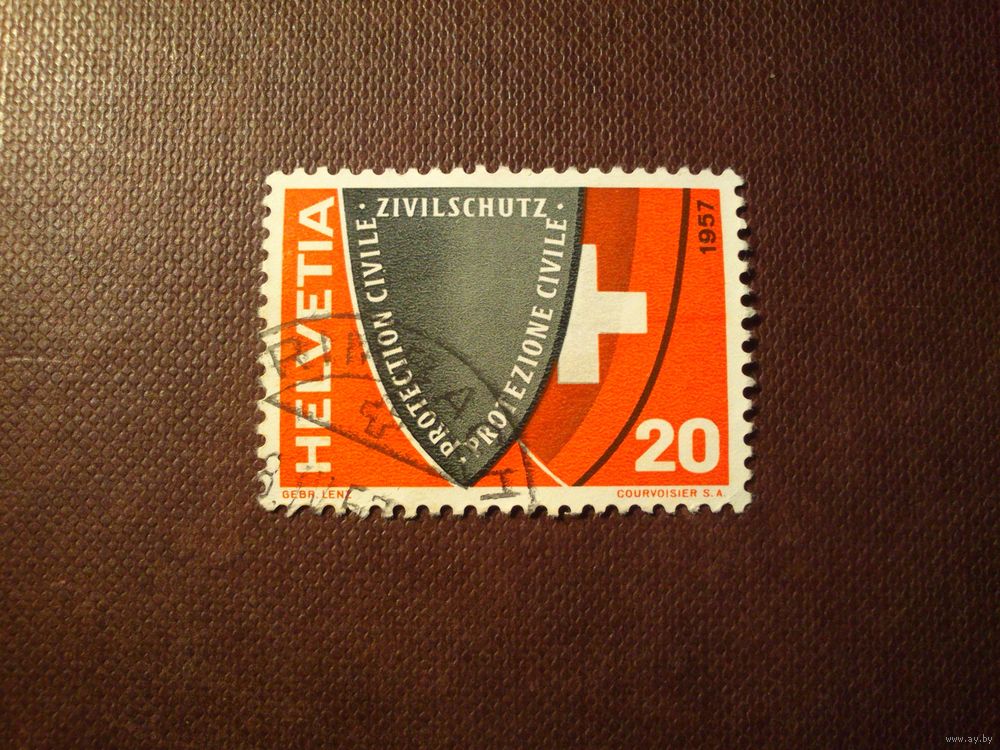 HELVETIA
· ZIVILSCHUTZ ·
PROTECTION CIVILE
· PROTEZIONE CIVILE
1957
20
GEBR. LENZ
COURVOISIER S.A.
www.ay.by